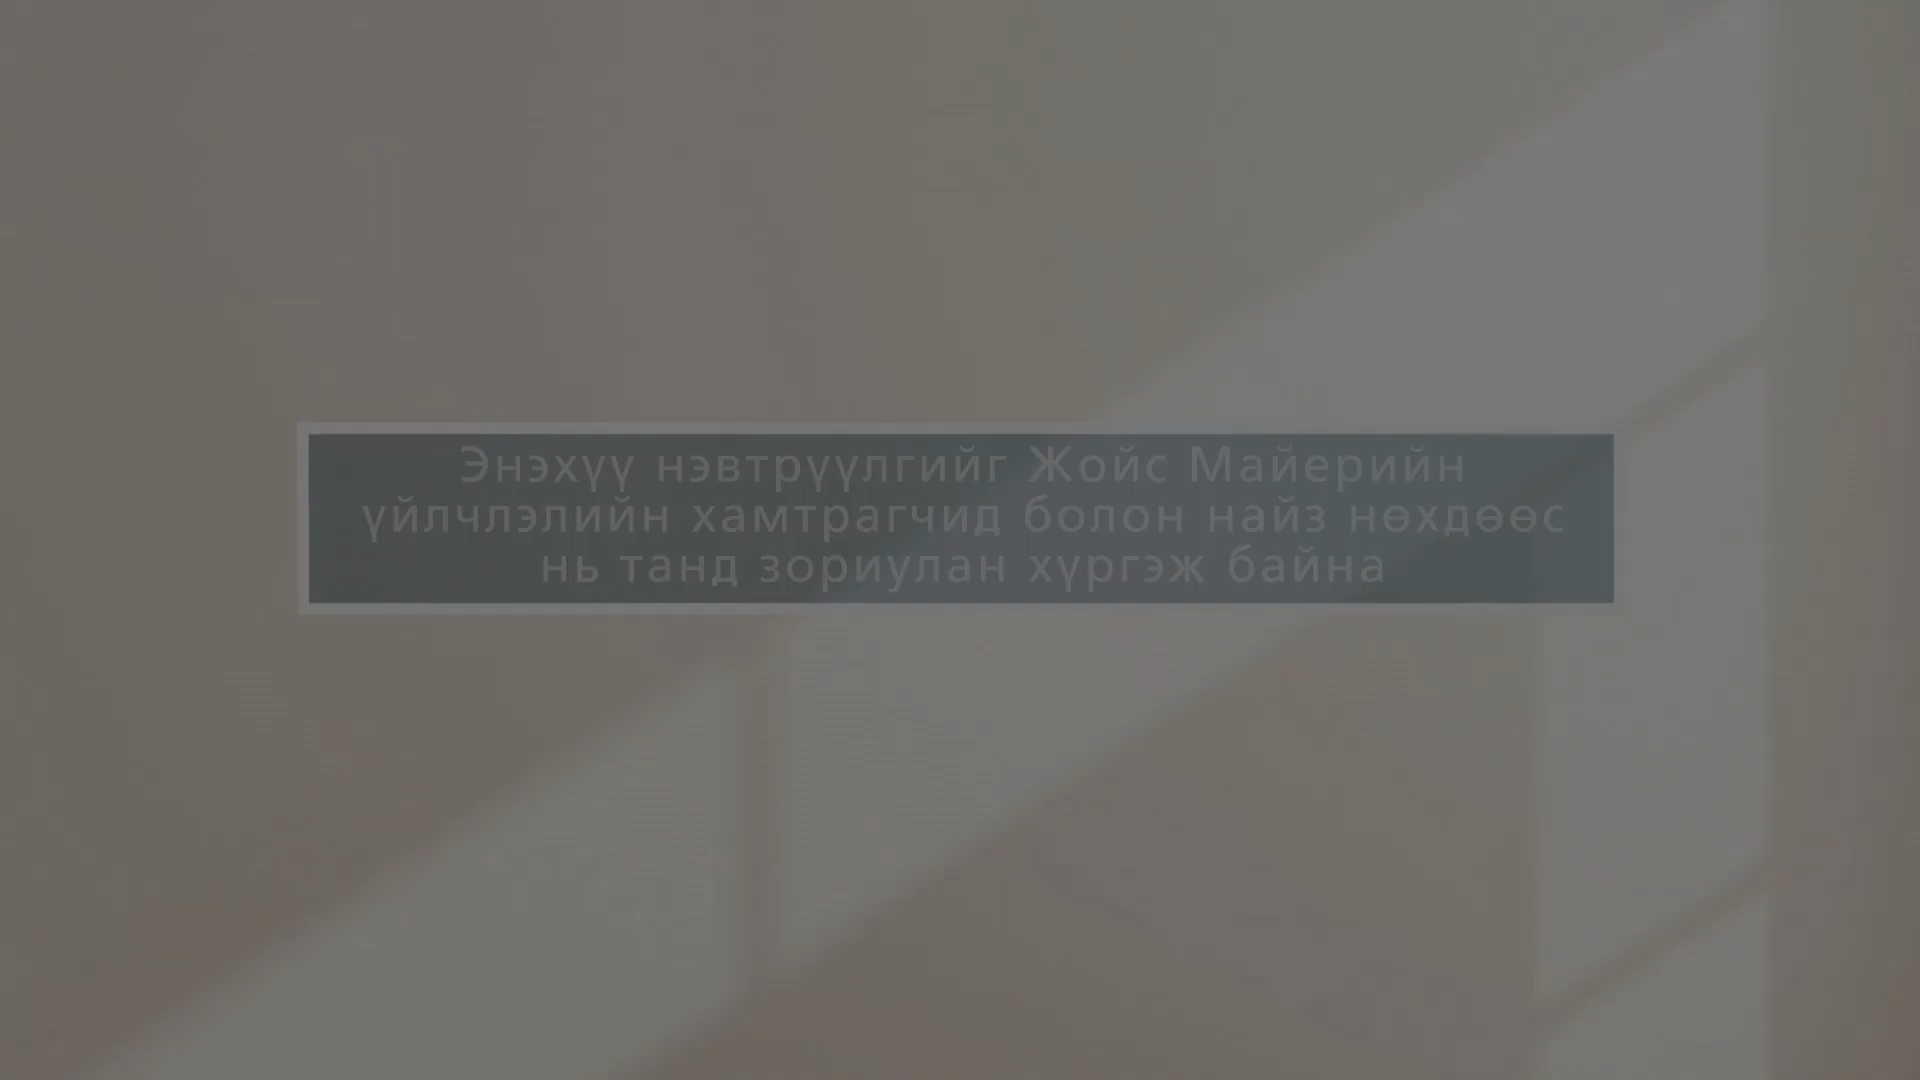 Энэхүү нэвтрүүлгийг Жойс Майерийн
үйлчлэлийн хамтрагчид болон найз нөхдөөс
нь танд зориулан хүргэж байна